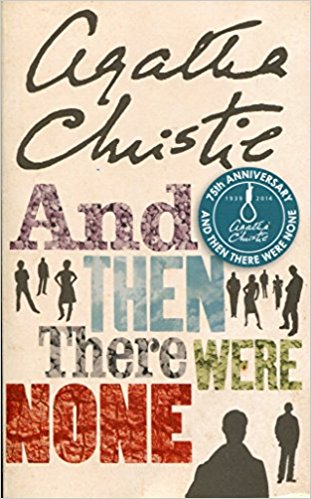 Agatha
Christie
And
THEN
There WERE
NONE
75th ANNIVERSARY
1939 2014
Agatha
Christie
AND THEN THERE WERE NONE